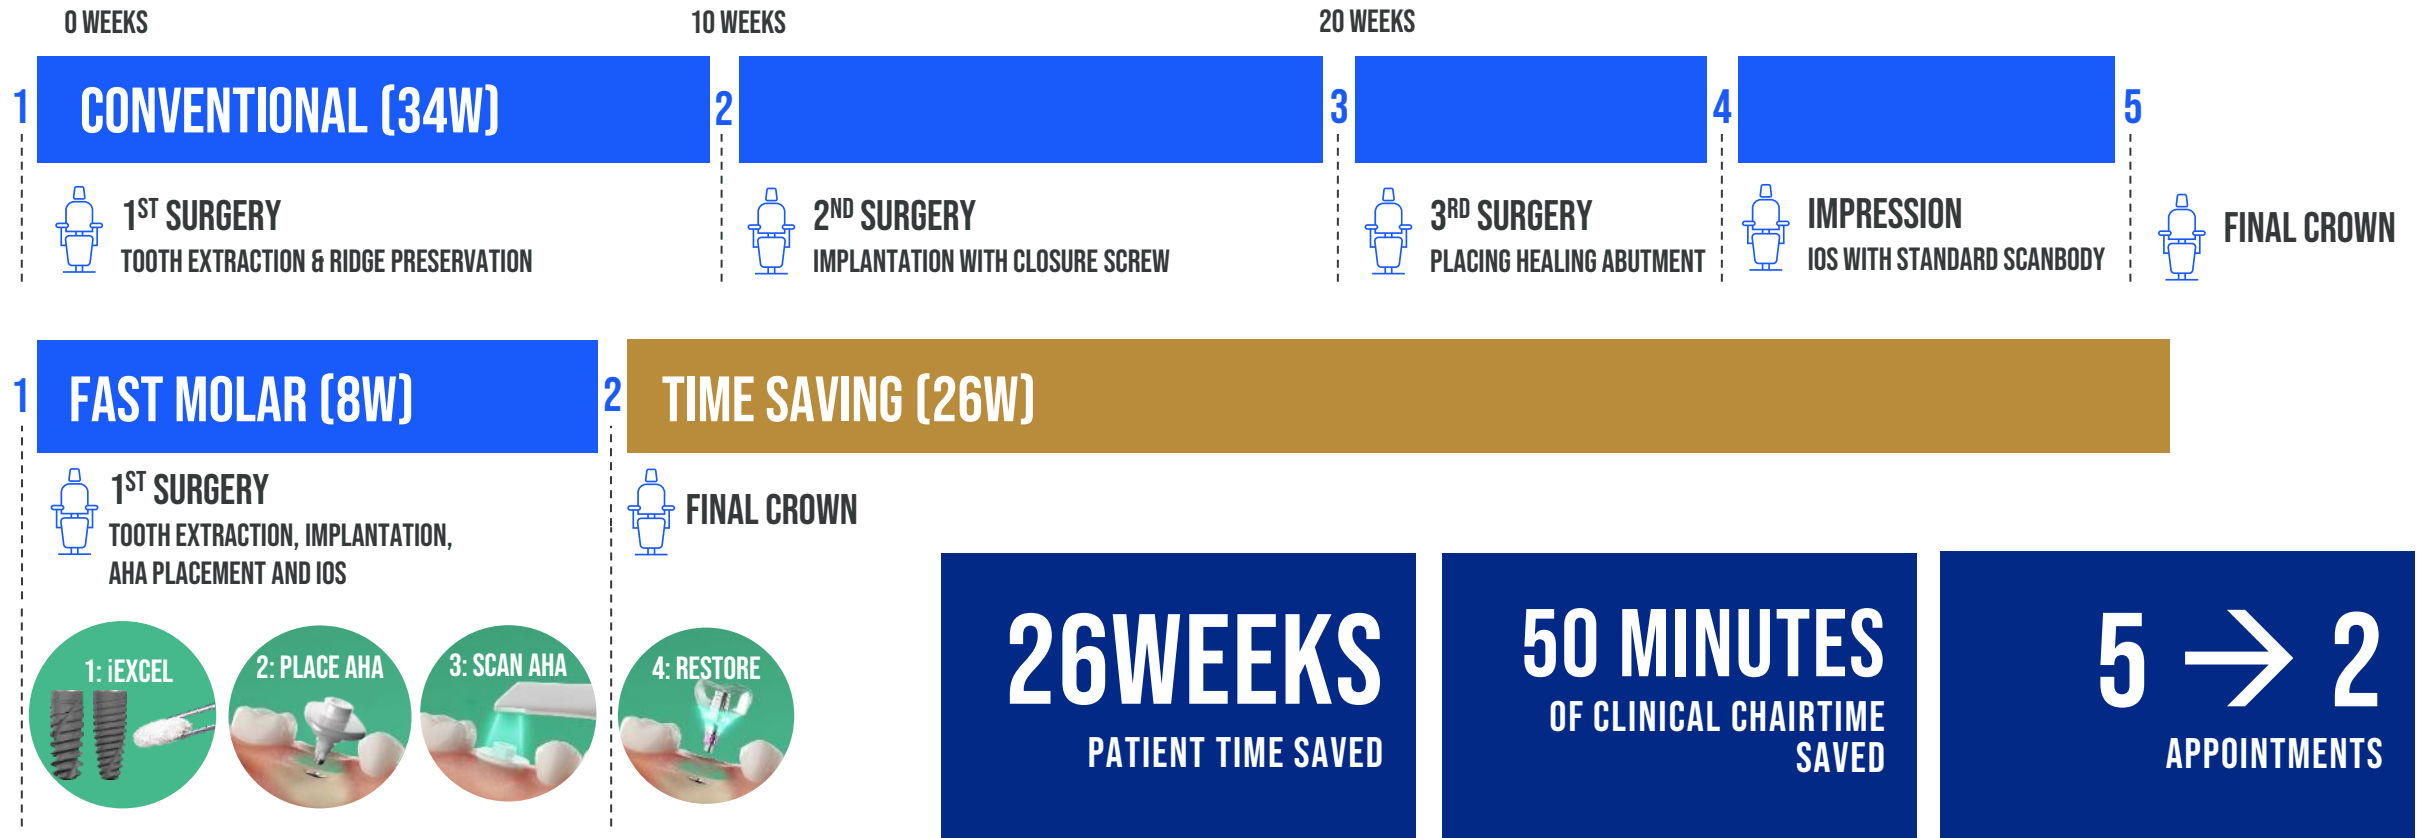 0 WEEKS
10 WEEKS
20 WEEKS
1
CONVENTIONAL (34W)
2
3
4
5
1ST SURGERY
TOOTH EXTRACTION & RIDGE PRESERVATION
2ND SURGERY
IMPLANTATION WITH CLOSURE SCREW
3RD SURGERY
PLACING HEALING ABUTMENT
IMPRESSION
IOS WITH STANDARD SCANBODY
FINAL CROWN
1
FAST MOLAR (8W)
2
TIME SAVING (26W)
1ST SURGERY
TOOTH EXTRACTION, IMPLANTATION,
AHA PLACEMENT AND IOS
FINAL CROWN
1: iEXCEL
2: PLACE AHA
3: SCAN AHA
4: RESTORE
26WEEKS
PATIENT TIME SAVED
50 MINUTES
OF CLINICAL CHAIRTIME
SAVED
5 → 2
APPOINTMENTS